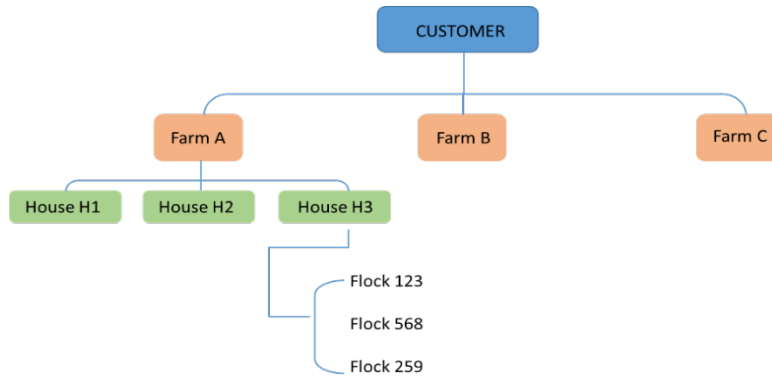 CUSTOMER
Farm A
Farm B
Farm C
House H1
House H2
House H3
Flock 123
Flock 568
Flock 259